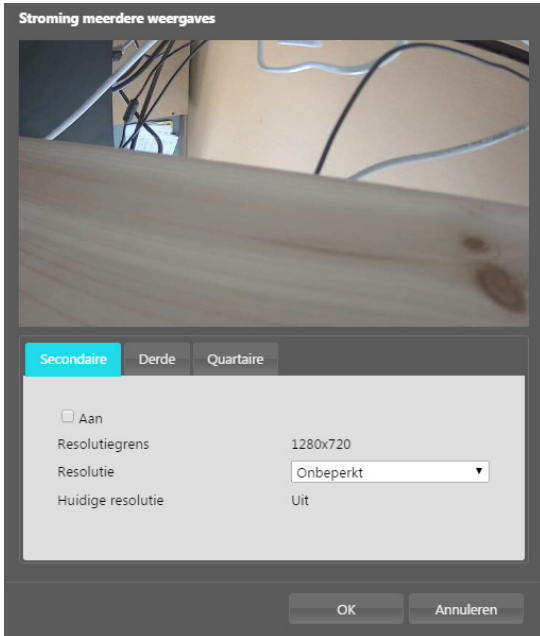 Stroming meerdere weergaves
Secondaire Derde Quartaire
Aan
Resolutiegrens 1280x720
Resolutie Onbeperkt
Huidige resolutie Uit
OK Annuleren